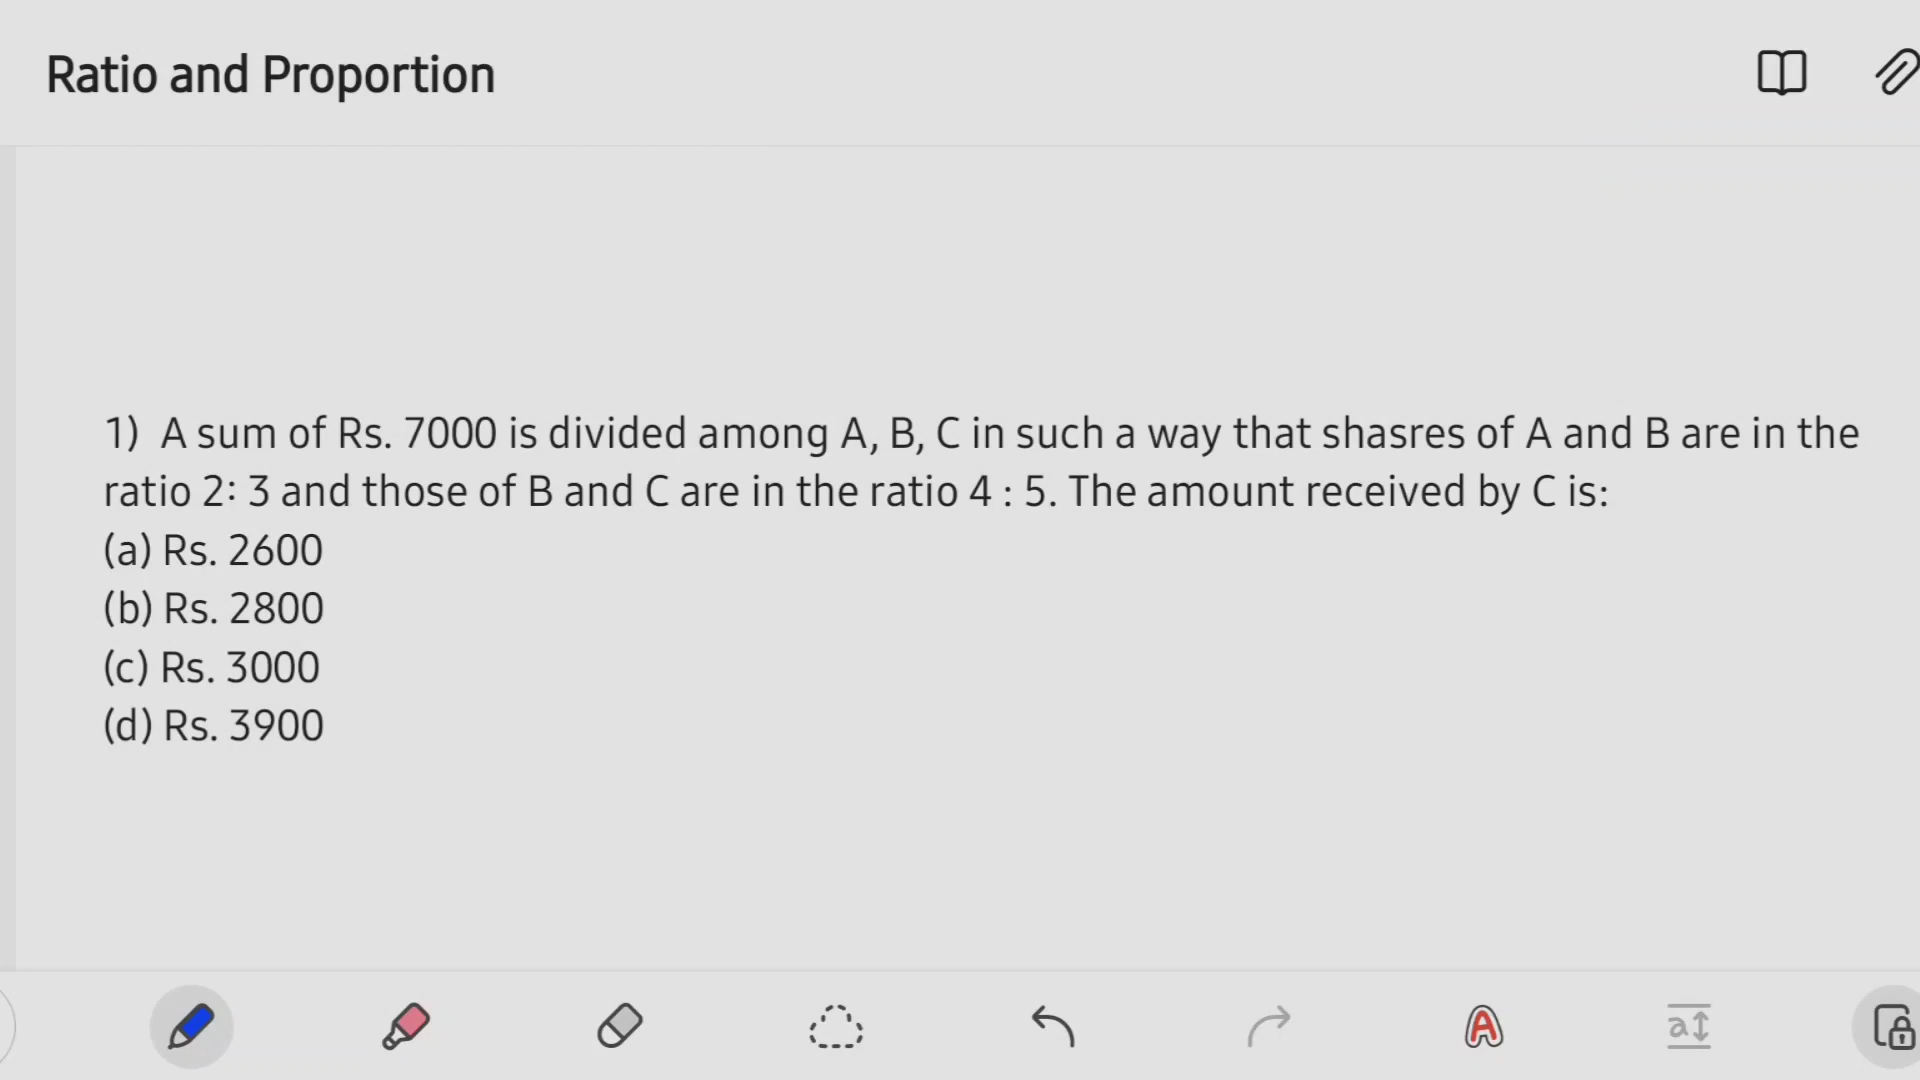 Ratio and Proportion
1) A sum of Rs. 7000 is divided among A, B, C in such a way that shasres of A and B are in the
ratio 2: 3 and those of B and C are in the ratio 4 : 5. The amount received by C is:
(a) Rs. 2600
(b) Rs. 2800
(c) Rs. 3000
(d) Rs. 3900
A
a